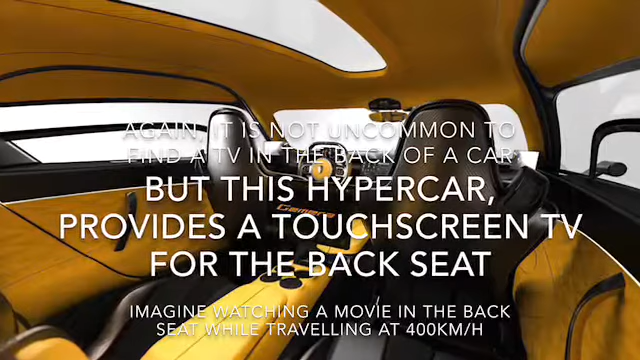 AGAIN, IT IS NOT UNCOMMON TO
FIND A TV IN THE BACK OF A CAR
BUT THIS HYPERCAR,
PROVIDES A TOUCHSCREEN TV
FOR THE BACK SEAT
Gemera
IMAGINE WATCHING A MOVIE IN THE BACK
SEAT WHILE TRAVELLING AT 400KM/H